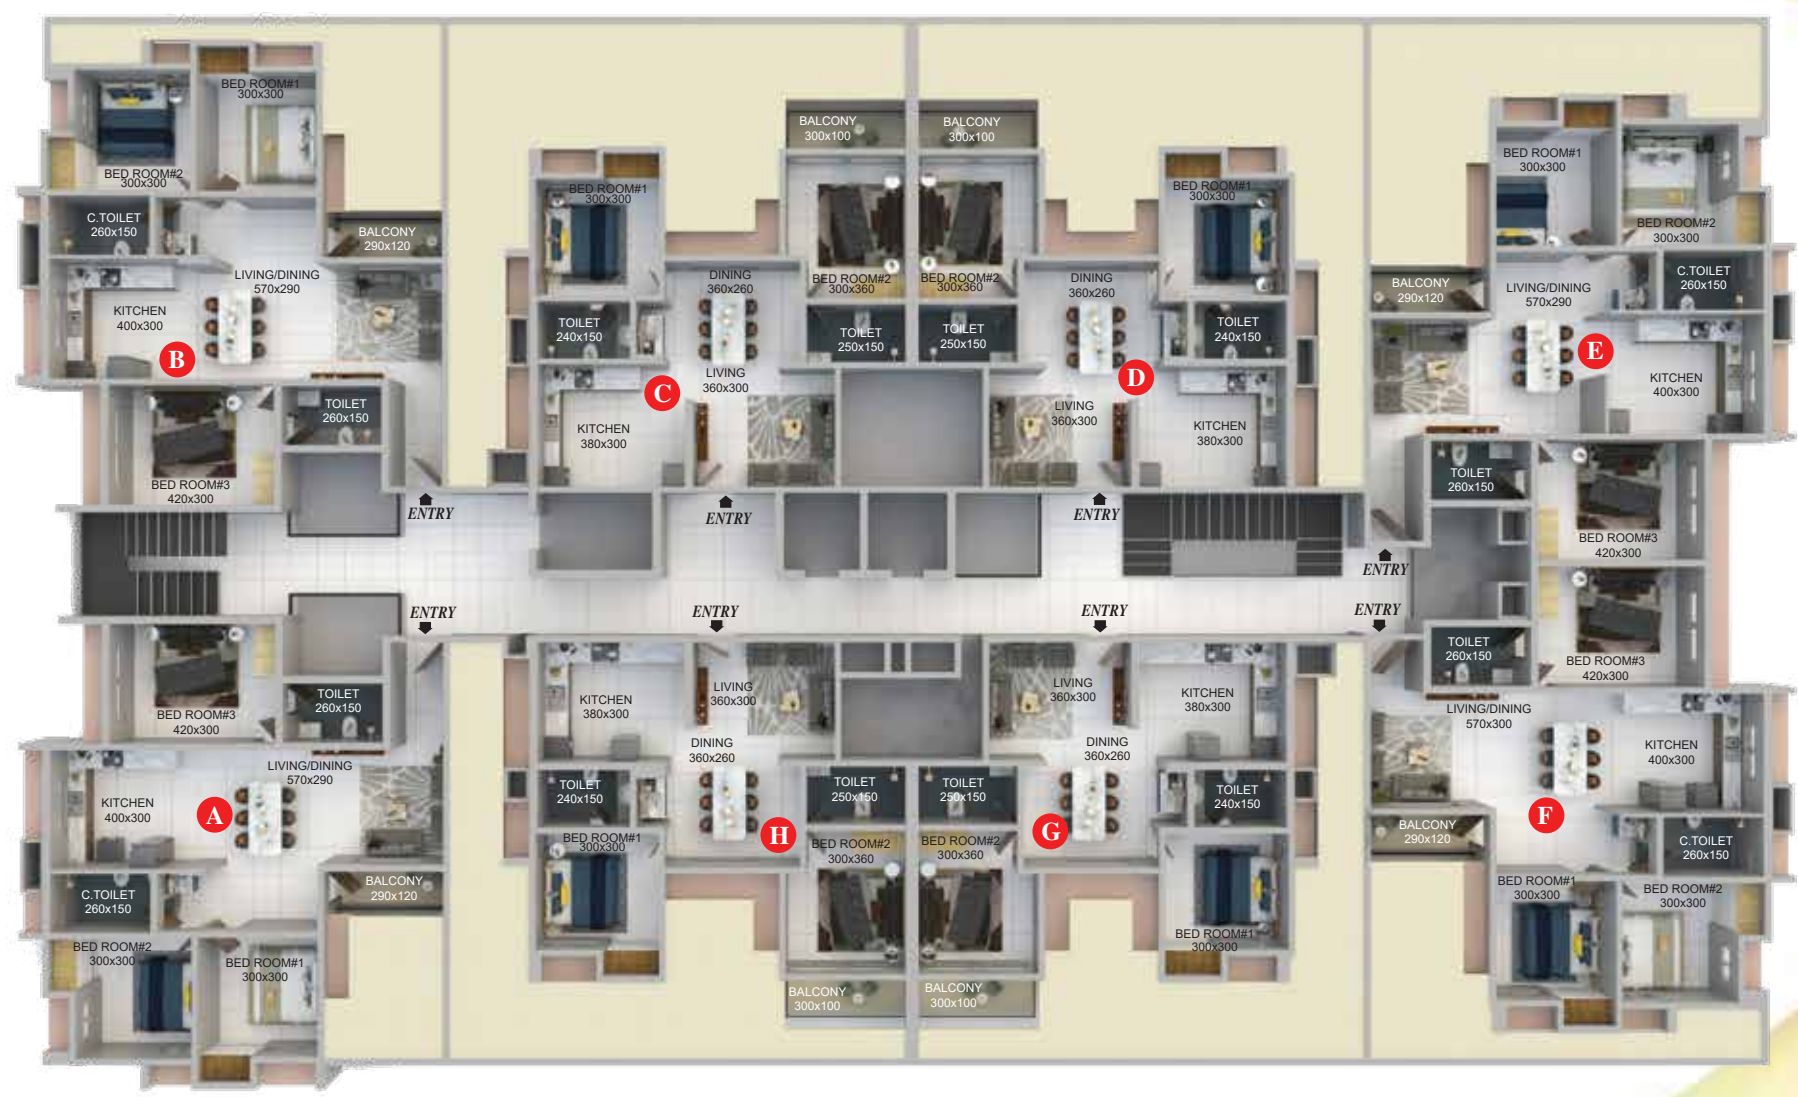 BED ROOM#1
300x300
BED ROOM#2
300x300
C.TOILET
260x150
BALCONY
290x120
LIVING/DINING
570x290
KITCHEN
400x300
B
TOILET
260x150
BED ROOM#3
420x300
ENTRY
BALCONY
300x100
BED ROOM#1
300x300
DINING
360x260
BED ROOM#2
300x360
TOILET
240x150
TOILET
250x150
LIVING
360x300
C
KITCHEN
380x300
ENTRY
BALCONY
300x100
BED ROOM#1
300x300
BED ROOM#2
300x360
DINING
360x260
TOILET
250x150
TOILET
240x150
D
LIVING
360x300
KITCHEN
380x300
ENTRY
BED ROOM#1
300x300
BED ROOM#2
300x300
BALCONY
290x120
LIVING/DINING
570x290
C.TOILET
260x150
E
KITCHEN
400x300
TOILET
260x150
BED ROOM#3
420x300
ENTRY
ENTRY
BED ROOM#3
420x300
TOILET
260x150
LIVING/DINING
570x290
KITCHEN
400x300
A
C.TOILET
260x150
BALCONY
290x120
BED ROOM#2
300x300
BED ROOM#1
300x300
ENTRY
KITCHEN
380x300
LIVING
360x300
DINING
360x260
TOILET
240x150
TOILET
250x150
H
BED ROOM#1
300x300
BED ROOM#2
300x360
BALCONY
300x100
ENTRY
LIVING
360x300
KITCHEN
380x300
DINING
360x260
TOILET
250x150
TOILET
240x150
G
BED ROOM#2
300x360
BED ROOM#1
300x300
BALCONY
300x100
ENTRY
TOILET
260x150
BED ROOM#3
420x300
LIVING/DINING
570x300
KITCHEN
400x300
F
BALCONY
290x120
C.TOILET
260x150
BED ROOM#1
300x300
BED ROOM#2
300x300